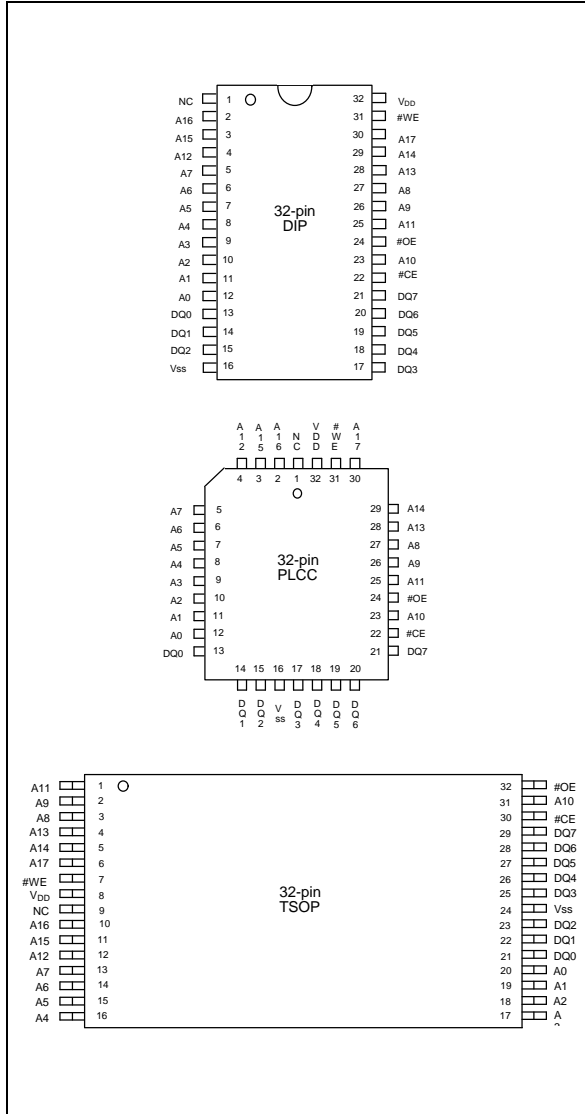 NC 1 32 VDD
A16 2 31 #WE
A15 3 30 A17
A12 4 29 A14
A7 5 28 A13
A6 6 27 A8
A5 7 26 A9
A4 8 25 A11
A3 9 24 #OE
A2 10 23 A10
A1 11 22 #CE
A0 12 21 DQ7
DQ0 13 20 DQ6
DQ1 14 19 DQ5
DQ2 15 18 DQ4
Vss 16 17 DQ3
32-pin
DIP
A12 A15 A16 NC VDD #WE A17
4 3 2 1 32 31 30
A7 5 29 A14
A6 6 28 A13
A5 7 27 A8
A4 8 26 A9
A3 9 25 A11
A2 10 24 #OE
A1 11 23 A10
A0 12 22 #CE
DQ0 13 21 DQ7
32-pin
PLCC
14 15 16 17 18 19 20
DQ1 DQ2 Vss DQ3 DQ4 DQ5 DQ6
A11 1 32 #OE
A9 2 31 A10
A8 3 30 #CE
A13 4 29 DQ7
A14 5 28 DQ6
A17 6 27 DQ5
#WE 7 26 DQ4
VDD 8 25 DQ3
NC 9 24 Vss
A16 10 23 DQ2
A15 11 22 DQ1
A12 12 21 DQ0
A7 13 20 A0
A6 14 19 A1
A5 15 18 A2
A4 16 17 A
32-pin
TSOP